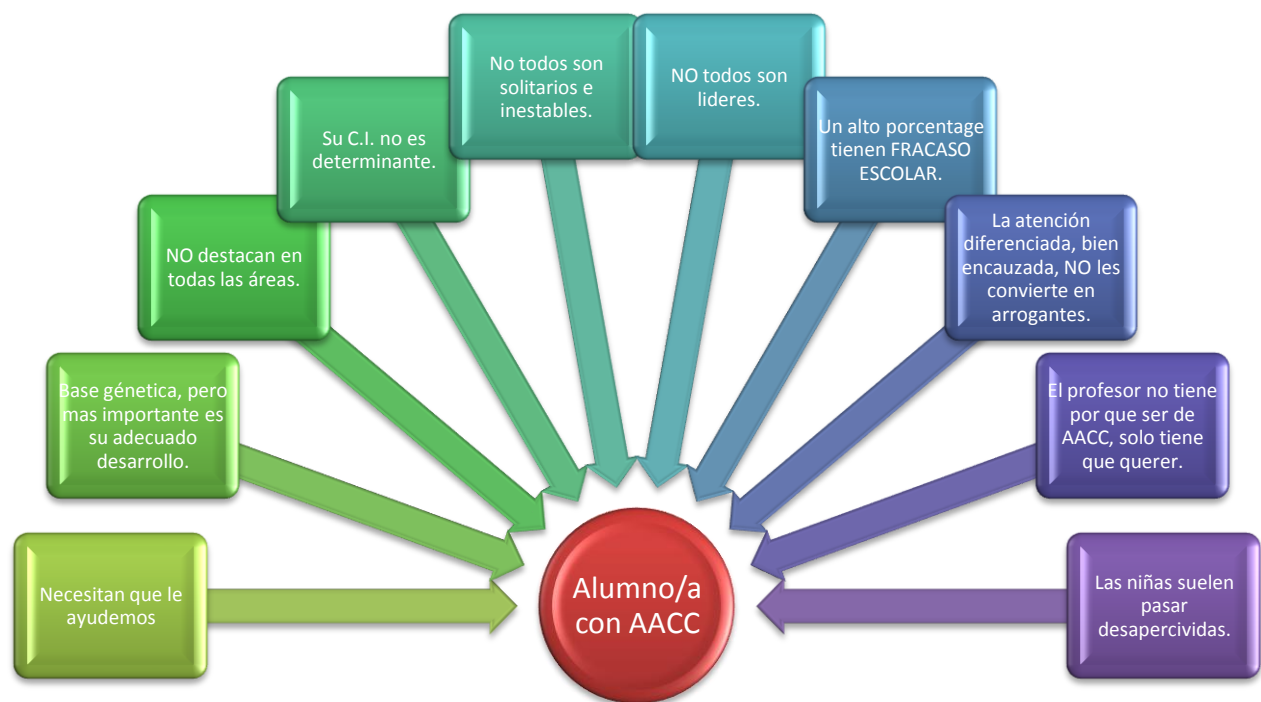 Necesitan que le
ayudemos
Base génetica, pero
mas importante es
su adecuado
desarrollo.
NO destacan en
todas las áreas.
Su C.I. no es
determinante.
No todos son
solitarios e
inestables.
NO todos son
lideres.
Un alto porcentage
tienen FRACASO
ESCOLAR.
La atención
diferenciada, bien
encauzada, NO les
convierte en
arrogantes.
El profesor no tiene
por que ser de
AACC, solo tiene
que querer.
Las niñas suelen
pasar
desapercividas.
Alumno/a
con AACC